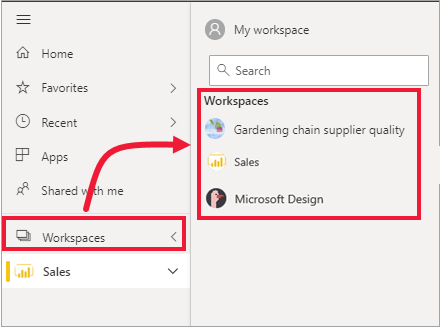 Home
Favorites
Recent
Apps
Shared with me
Workspaces
Sales
My workspace
Search
Workspaces
Gardening chain supplier quality
Sales
Microsoft Design